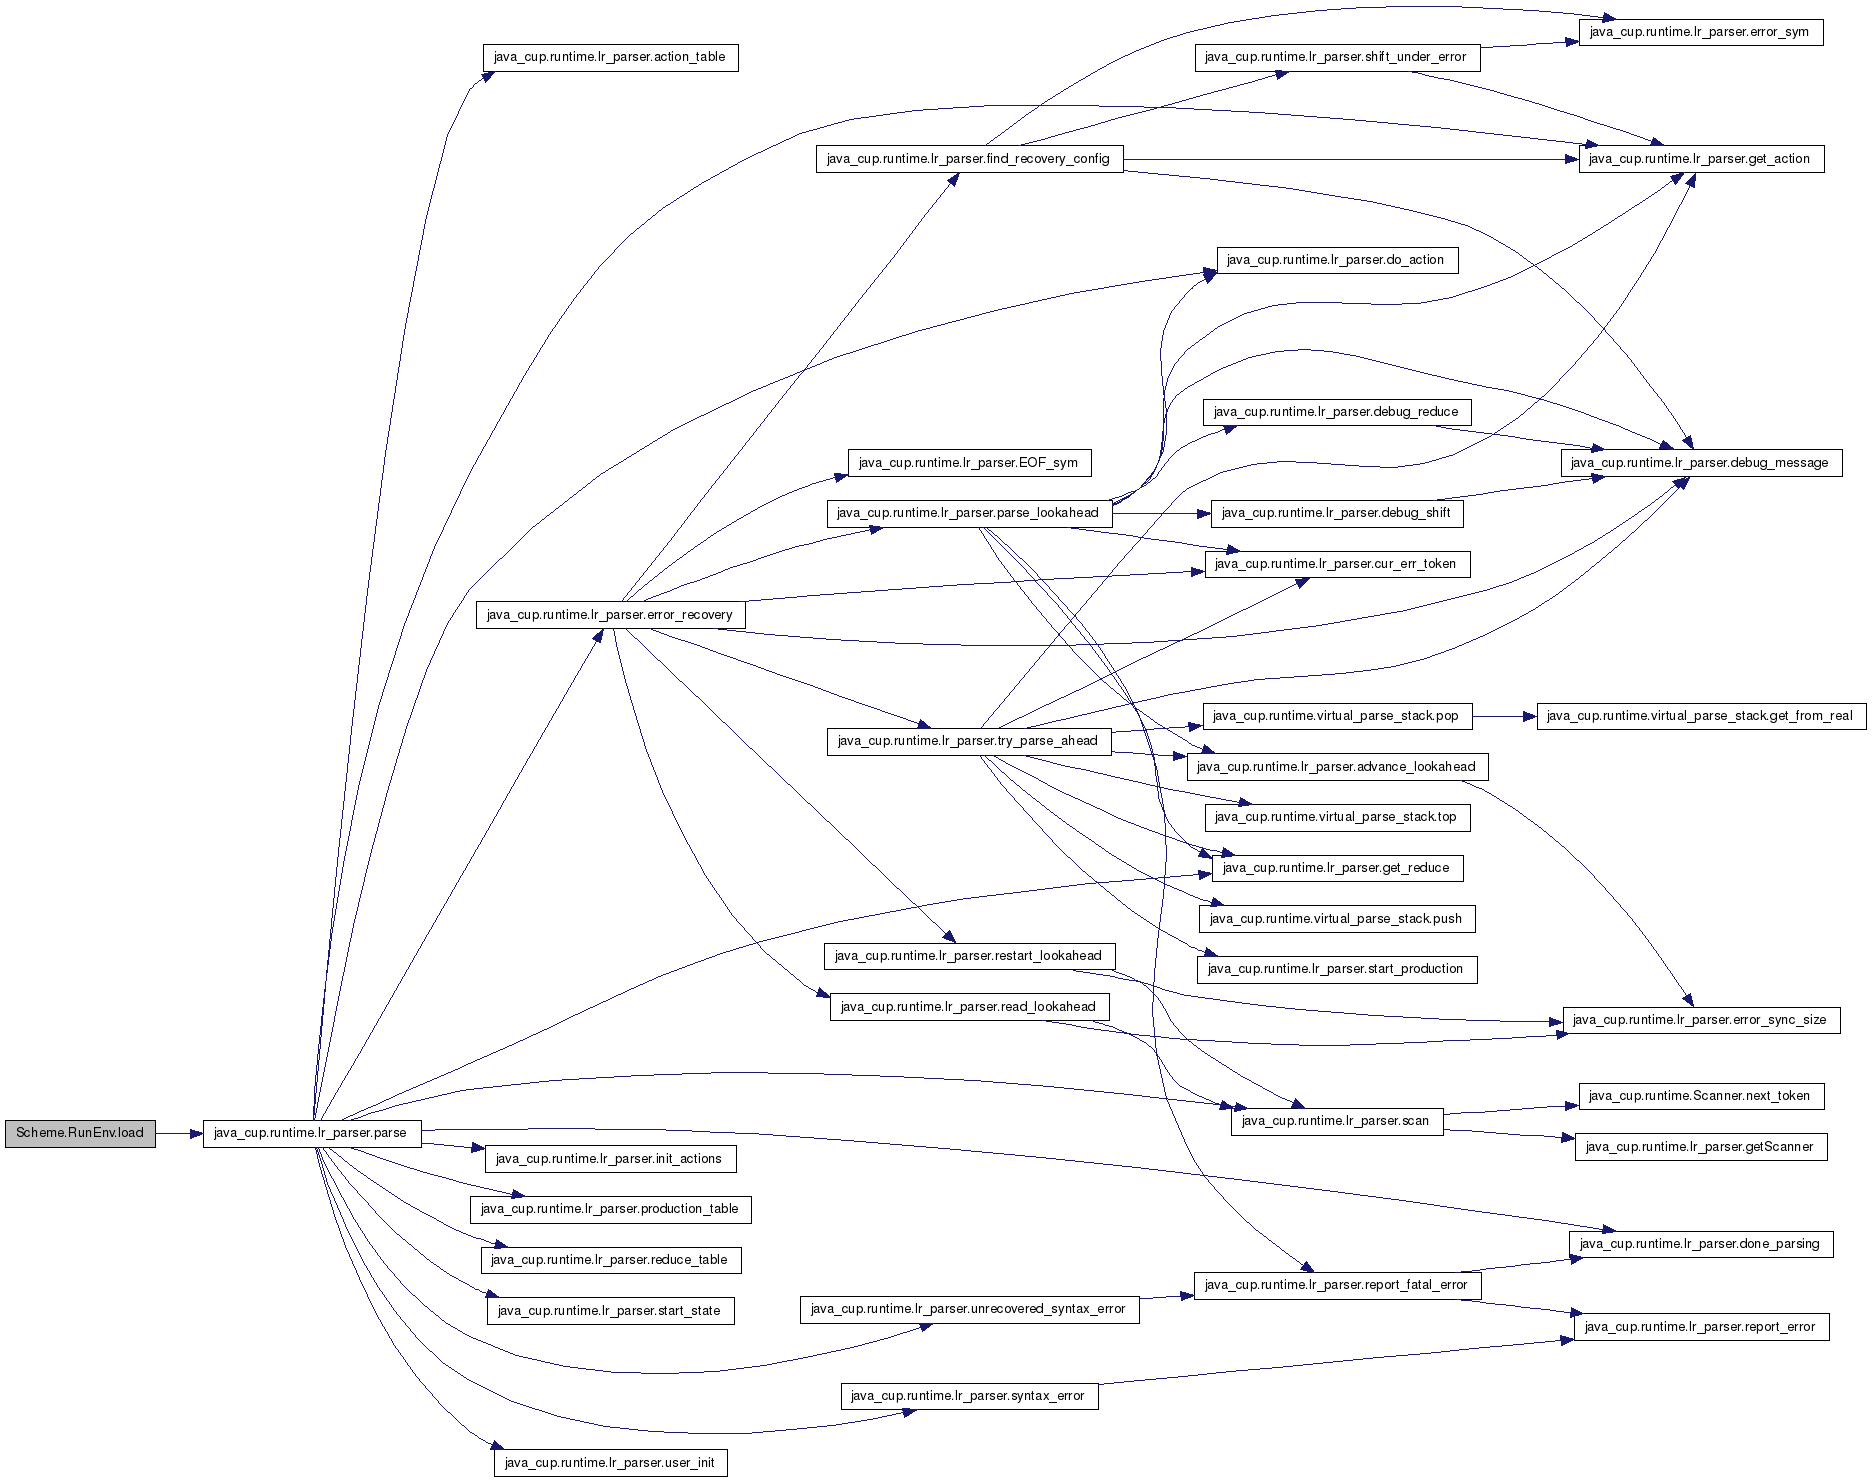 java_cup.runtime.lr_parser.error_sym
java_cup.runtime.lr_parser.action_table
java_cup.runtime.lr_parser.shift_under_error
java_cup.runtime.lr_parser.find_recovery_config
java_cup.runtime.lr_parser.get_action
java_cup.runtime.lr_parser.do_action
java_cup.runtime.lr_parser.debug_reduce
java_cup.runtime.lr_parser.EOF_sym
java_cup.runtime.lr_parser.debug_message
java_cup.runtime.lr_parser.parse_lookahead
java_cup.runtime.lr_parser.debug_shift
java_cup.runtime.lr_parser.cur_err_token
java_cup.runtime.lr_parser.error_recovery
java_cup.runtime.virtual_parse_stack.pop
java_cup.runtime.virtual_parse_stack.get_from_real
java_cup.runtime.lr_parser.try_parse_ahead
java_cup.runtime.lr_parser.advance_lookahead
java_cup.runtime.virtual_parse_stack.top
java_cup.runtime.lr_parser.get_reduce
java_cup.runtime.virtual_parse_stack.push
java_cup.runtime.lr_parser.restart_lookahead
java_cup.runtime.lr_parser.start_production
java_cup.runtime.lr_parser.read_lookahead
java_cup.runtime.lr_parser.error_sync_size
java_cup.runtime.Scanner.next_token
java_cup.runtime.lr_parser.scan
Scheme.RunEnv.load
java_cup.runtime.lr_parser.parse
java_cup.runtime.lr_parser.getScanner
java_cup.runtime.lr_parser.init_actions
java_cup.runtime.lr_parser.production_table
java_cup.runtime.lr_parser.done_parsing
java_cup.runtime.lr_parser.reduce_table
java_cup.runtime.lr_parser.report_fatal_error
java_cup.runtime.lr_parser.start_state
java_cup.runtime.lr_parser.unrecovered_syntax_error
java_cup.runtime.lr_parser.report_error
java_cup.runtime.lr_parser.syntax_error
java_cup.runtime.lr_parser.user_init